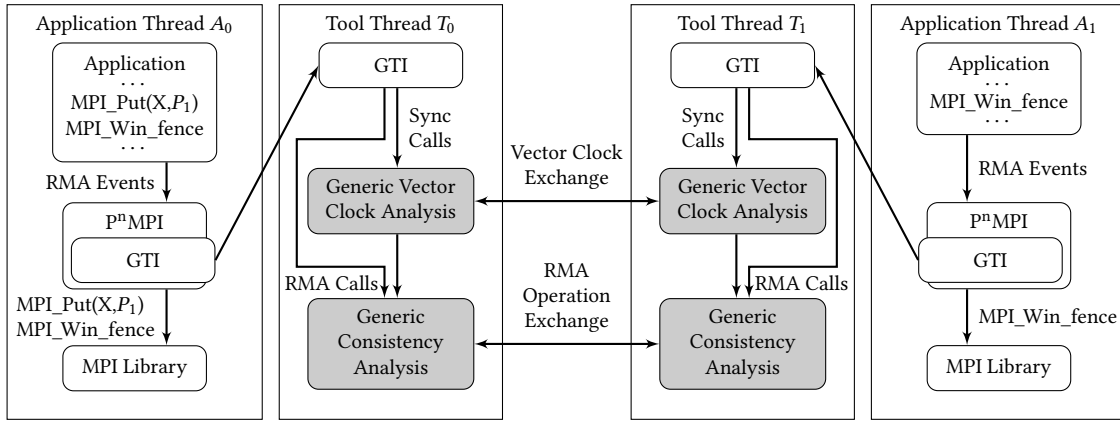 Application Thread A₀
Application
· · ·
MPI_Put(X,P₁)
MPI_Win_fence
· · ·
RMA Events
PⁿMPI
GTI
MPI_Put(X,P₁)
MPI_Win_fence
MPI Library
Tool Thread T₀
GTI
Sync
Calls
Generic Vector
Clock Analysis
RMA Calls
Generic
Consistency
Analysis
Vector Clock
Exchange
RMA
Operation
Exchange
Tool Thread T₁
GTI
Sync
Calls
Generic Vector
Clock Analysis
RMA Calls
Generic
Consistency
Analysis
Application Thread A₁
Application
· · ·
MPI_Win_fence
· · ·
RMA Events
PⁿMPI
GTI
MPI_Win_fence
MPI Library